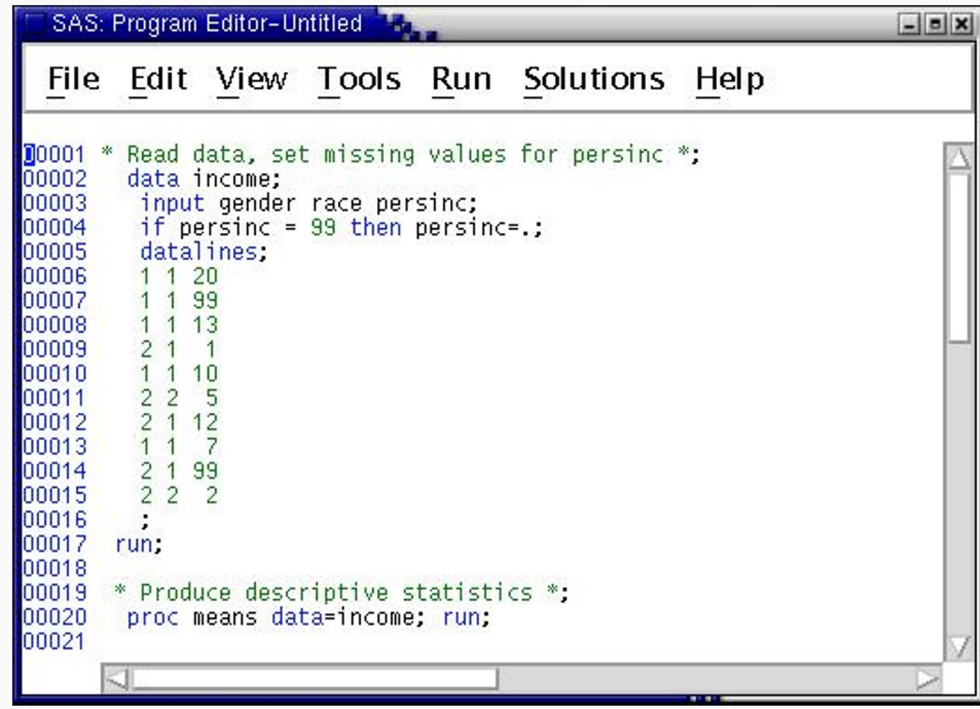 SAS: Program Editor-Untitled
File Edit View Tools Run Solutions Help
00001 * Read data, set missing values for persinc *;
00002 data income;
00003 input gender race persinc;
00004 if persinc = 99 then persinc=.;
00005 datalines;
00006 1 1 20
00007 1 1 99
00008 1 1 13
00009 2 1 1
00010 1 1 10
00011 2 2 5
00012 2 1 12
00013 1 1 7
00014 2 1 99
00015 2 2 2
00016 ;
00017 run;
00018
00019 * Produce descriptive statistics *;
00020 proc means data=income; run;
00021